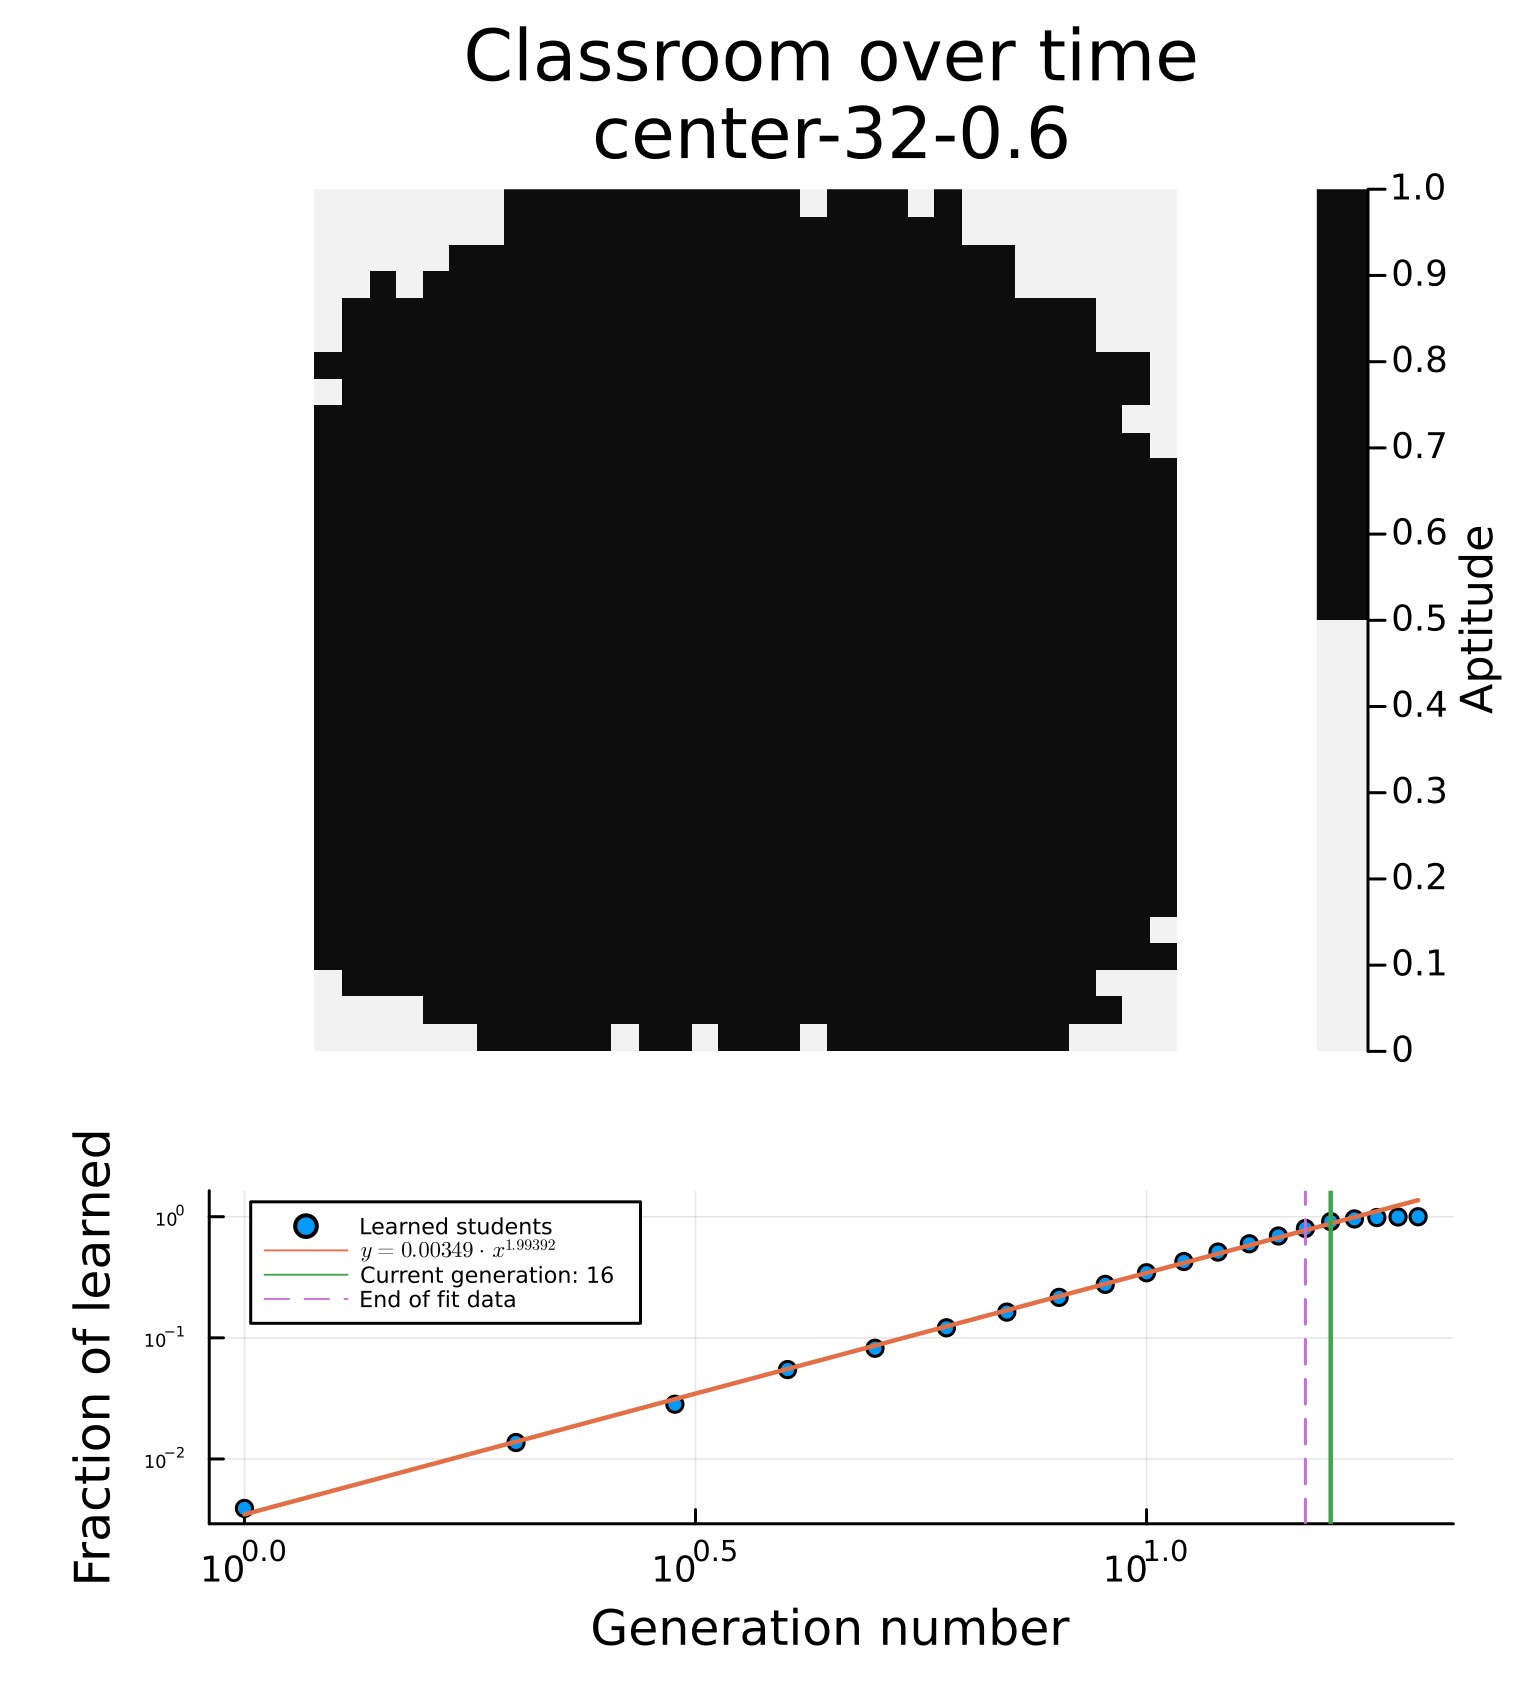 Classroom over time
center-32-0.6
1.0
0.9
0.8
0.7
0.6
0.5
0.4
0.3
0.2
0.1
0
Aptitude
Fraction of learned
10⁰
10⁻¹
10⁻²
Learned students
y = 0.00349 · x^1.99392
Current generation: 16
End of fit data
10^0.0
10^0.5
10^1.0
Generation number